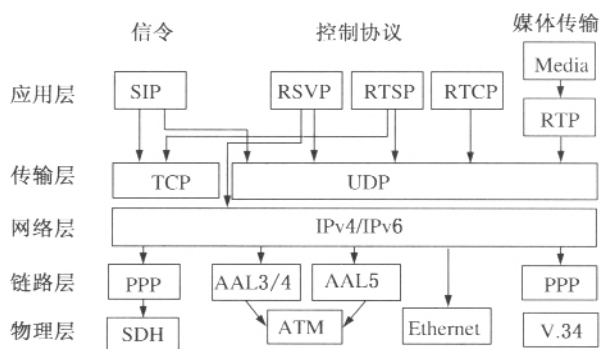 信令 控制协议 媒体传输
应用层 SIP RSVP RTSP RTCP Media
RTP
传输层 TCP UDP
网络层 IPv4/IPv6
链路层 PPP AAL3/4 AAL5 PPP
物理层 SDH ATM Ethernet V.34